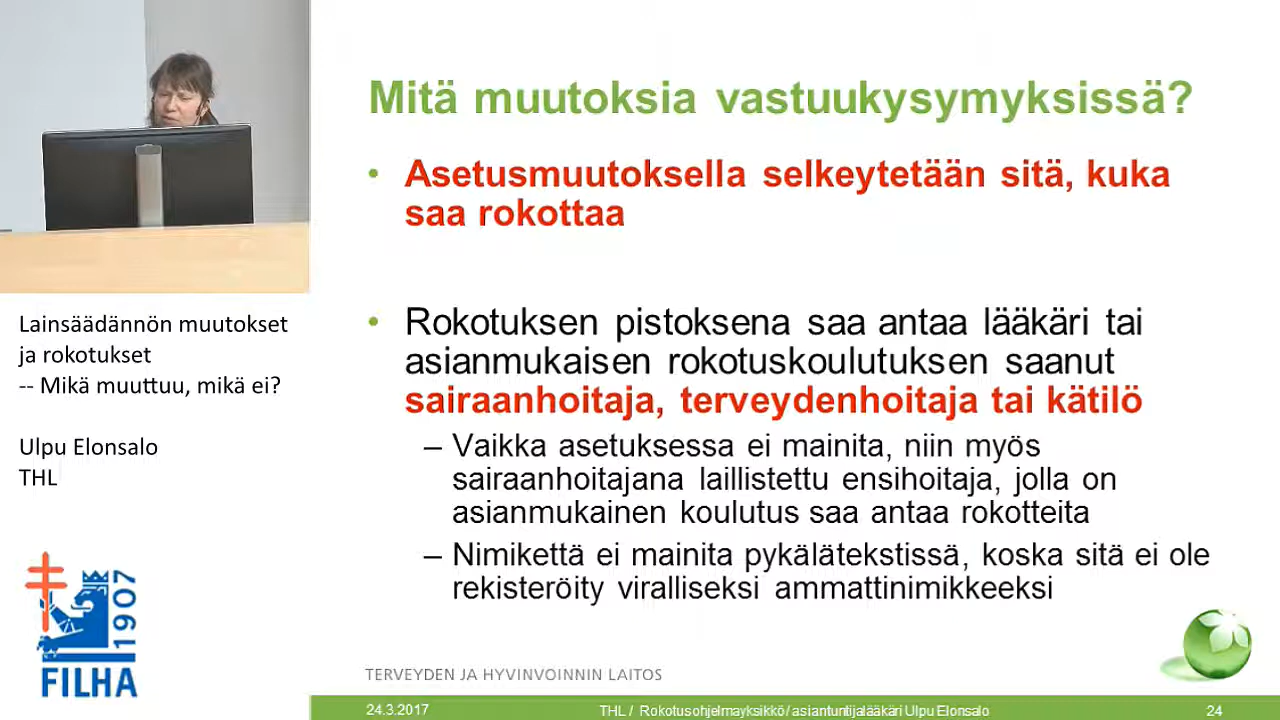 Mitä muutoksia vastuukysymyksissä?
• Asetusmuutoksella selkeytetään sitä, kuka
saa rokottaa
• Rokotuksen pistoksena saa antaa lääkäri tai
asianmukaisen rokotuskoulutuksen saanut
sairaanhoitaja, terveydenhoitaja tai kätilö
– Vaikka asetuksessa ei mainita, niin myös
sairaanhoitajana laillistettu ensihoitaja, jolla on
asianmukainen koulutus saa antaa rokotteita
– Nimikettä ei mainita pykälätekstissä, koska sitä ei ole
rekisteröity viralliseksi ammattinimikkeeksi
Lainsäädännön muutokset
ja rokotukset
-- Mikä muuttuu, mikä ei?
Ulpu Elonsalo
THL
1907
FILHA
TERVEYDEN JA HYVINVOINNIN LAITOS
24.3.2017
THL / Rokotusohjelmayksikkö/ asiantuntijalääkäri Ulpu Elonsalo
24